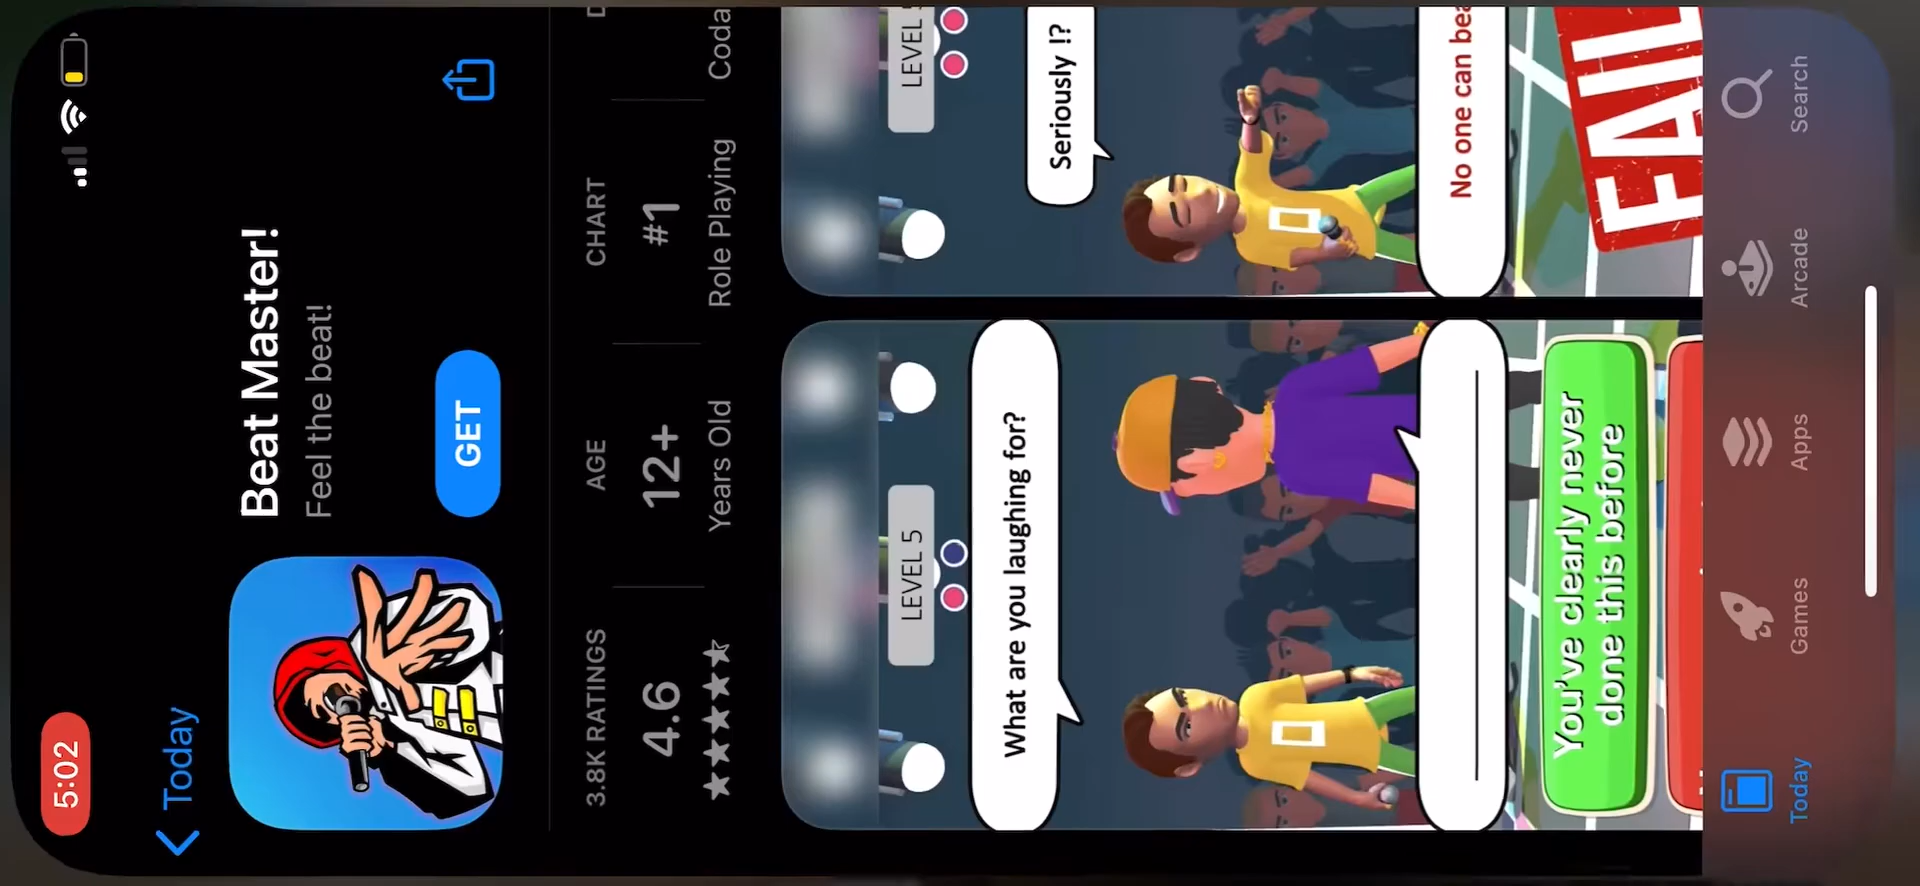 5:02
Today
Beat Master!
Feel the beat!
GET
3.8K RATINGS
4.6
AGE
12+
Years Old
CHART
#1
Role Playing
Coda
LEVEL 5
What are you laughing for?
You've clearly never
done this before
LEVEL
Seriously !?
No one can bea
FAIL
Today
Games
Apps
Arcade
Search